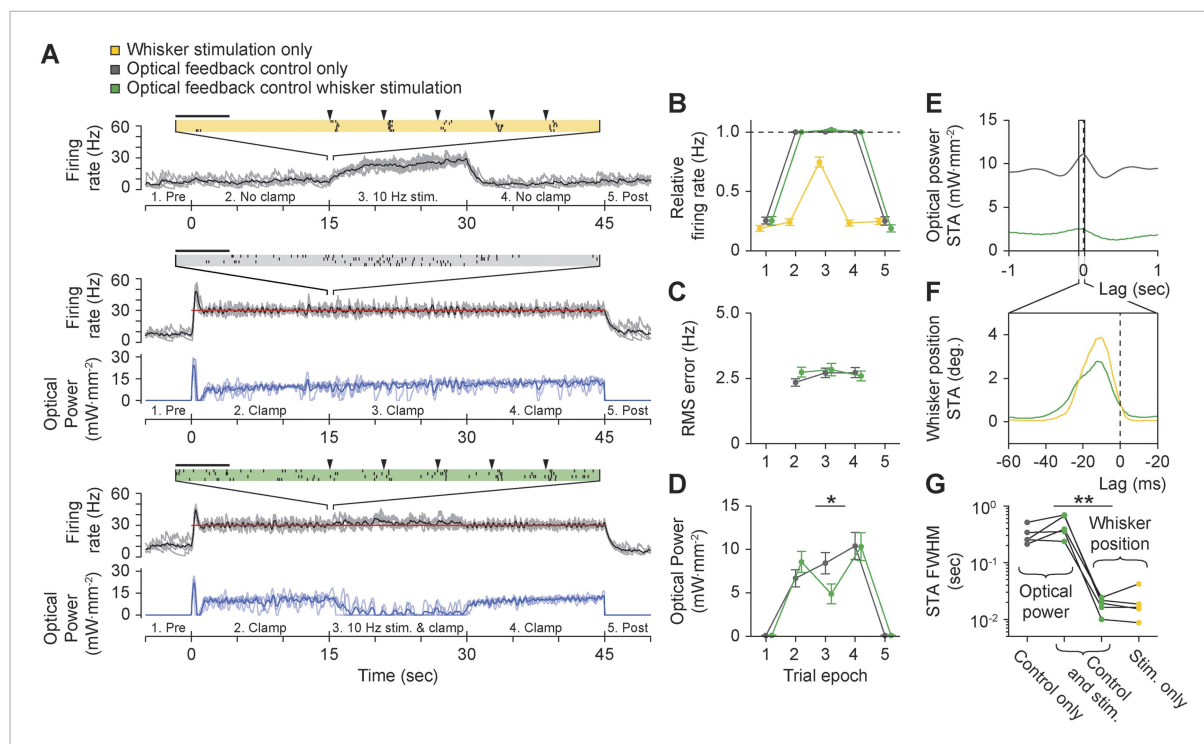 A
Whisker stimulation only
Optical feedback control only
Optical feedback control whisker stimulation
Firing
rate (Hz)
60
30
0
1. Pre
2. No clamp
3. 10 Hz stim.
4. No clamp
5. Post
0
15
30
45
Firing
rate (Hz)
60
30
0
Optical
Power
(mW·mm-2)
30
15
0
1. Pre
2. Clamp
3. Clamp
4. Clamp
5. Post
0
15
30
45
Firing
rate (Hz)
60
30
0
Optical
Power
(mW·mm-2)
30
15
0
1. Pre
2. Clamp
3. 10 Hz stim. & clamp
4. Clamp
5. Post
0
15
30
45
Time (sec)
B
Relative
firing rate (Hz)
1.0
0.5
0
1 2 3 4 5
C
RMS error (Hz)
5.0
2.5
0
D
*
Optical Power
(mW·mm-2)
15
10
5
0
1 2 3 4 5
Trial epoch
E
Optical poswer
STA (mW·mm-2)
15
10
5
0
-1 0 1
Lag (sec)
F
Whisker position
STA (deg.)
4
2
0
-60 -40 -20 0 -20
Lag (ms)
G
STA FWHM
(sec)
100
10-1
10-2
**
Whisker
position
Optical
power
Control only
Control
and stim.
Stim. only